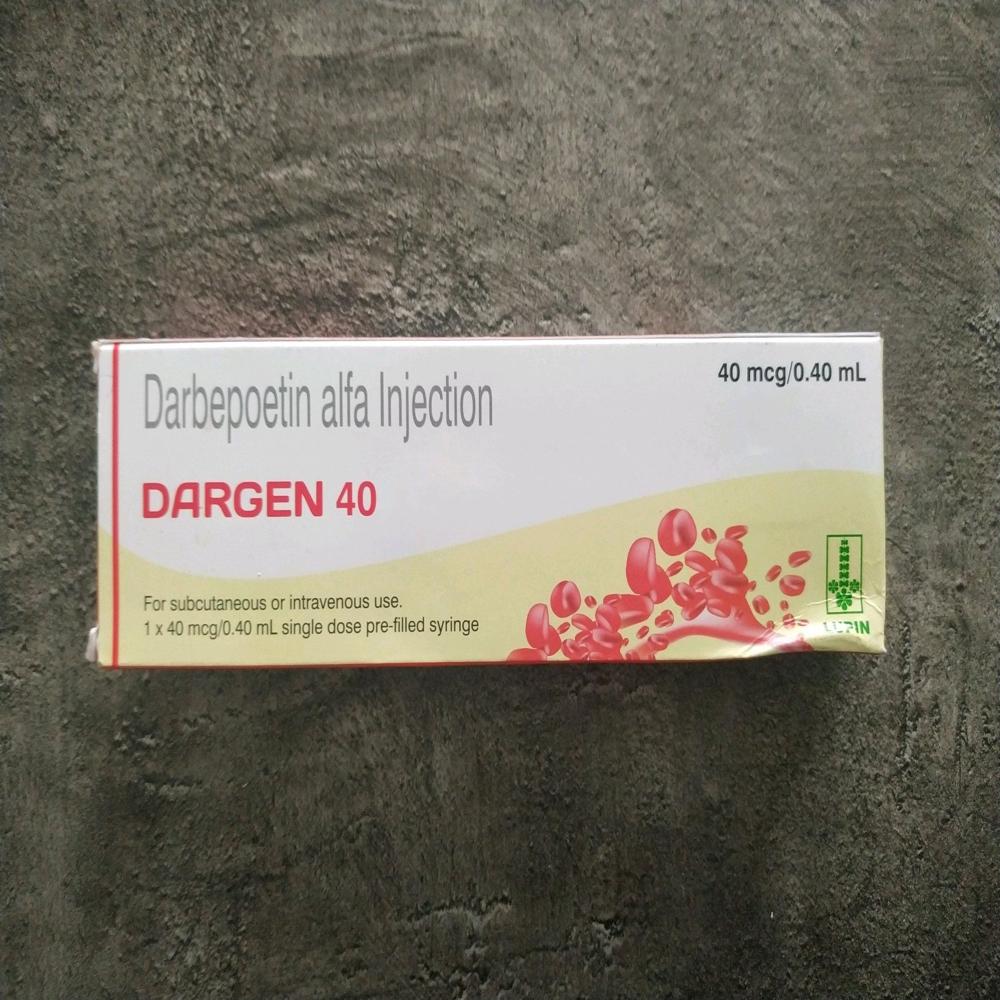 Darbepoetin alfa Injection
40 mcg/0.40 mL
DARGEN 40
For subcutaneous or intravenous use.
1 x 40 mcg/0.40 mL single dose pre-filled syringe
LUPIN